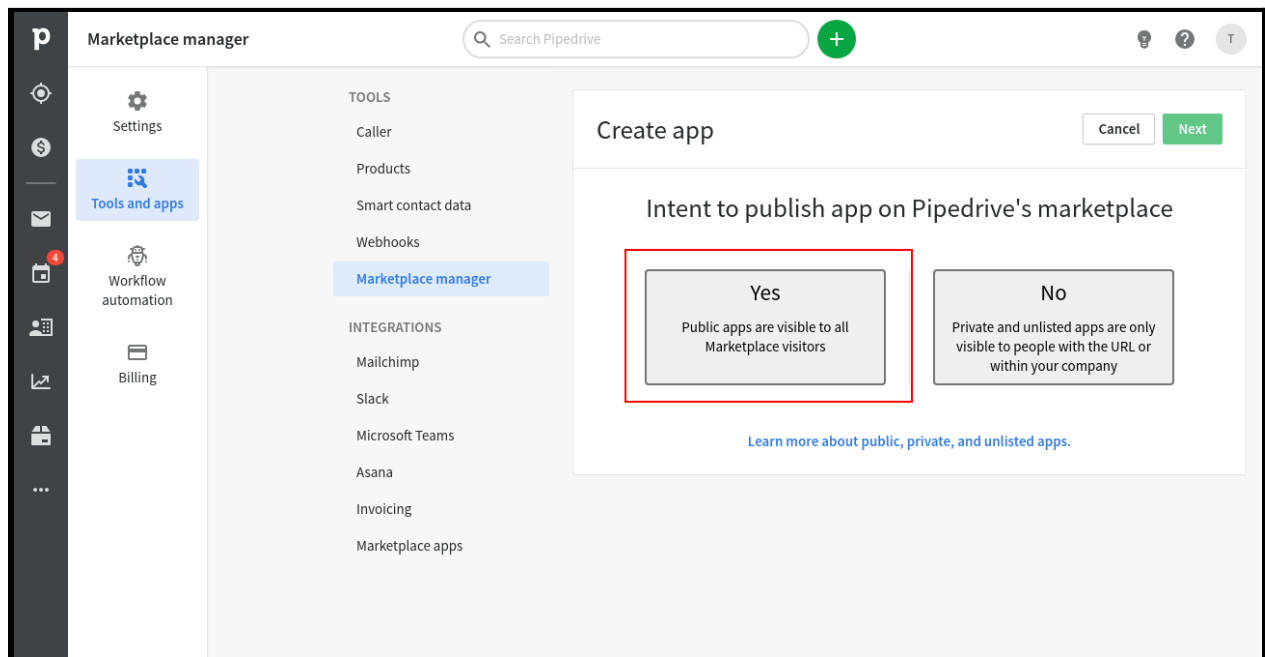 p
Marketplace manager
Search Pipedrive
+
?
T
Settings
Tools and apps
Workflow
automation
Billing
$
4
TOOLS
Caller
Products
Smart contact data
Webhooks
Marketplace manager
INTEGRATIONS
Mailchimp
Slack
Microsoft Teams
Asana
Invoicing
Marketplace apps
Create app
Cancel
Next
Intent to publish app on Pipedrive's marketplace
Yes
Public apps are visible to all
Marketplace visitors
No
Private and unlisted apps are only
visible to people with the URL or
within your company
Learn more about public, private, and unlisted apps.